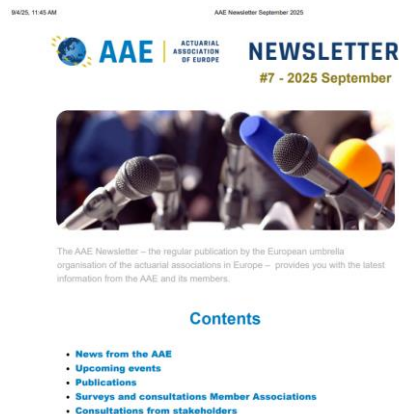 9/4/25, 11:45 AM AAE Newsletter September 2025
AAE ACTUARIAL ASSOCIATION OF EUROPE
NEWSLETTER
#7 - 2025 September
The AAE Newsletter – the regular publication by the European umbrella
organisation of the actuarial associations in Europe – provides you with the latest
information from the AAE and its members.
Contents
• News from the AAE
• Upcoming events
• Publications
• Surveys and consultations Member Associations
• Consultations from stakeholders